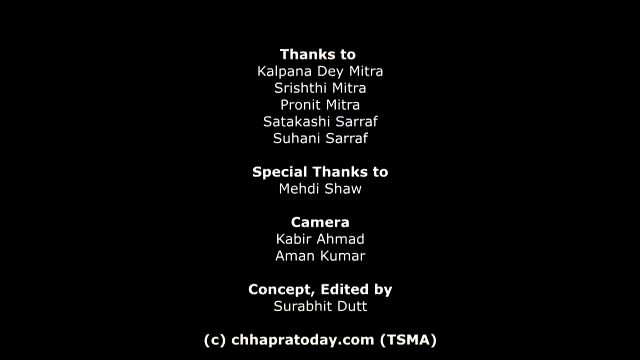 Thanks to
Kalpana Dey Mitra
Srishthi Mitra
Pronit Mitra
Satakashi Sarraf
Suhani Sarraf
Special Thanks to
Mehdi Shaw
Camera
Kabir Ahmad
Aman Kumar
Concept, Edited by
Surabhit Dutt
(c) chhapratoday.com (TSMA)